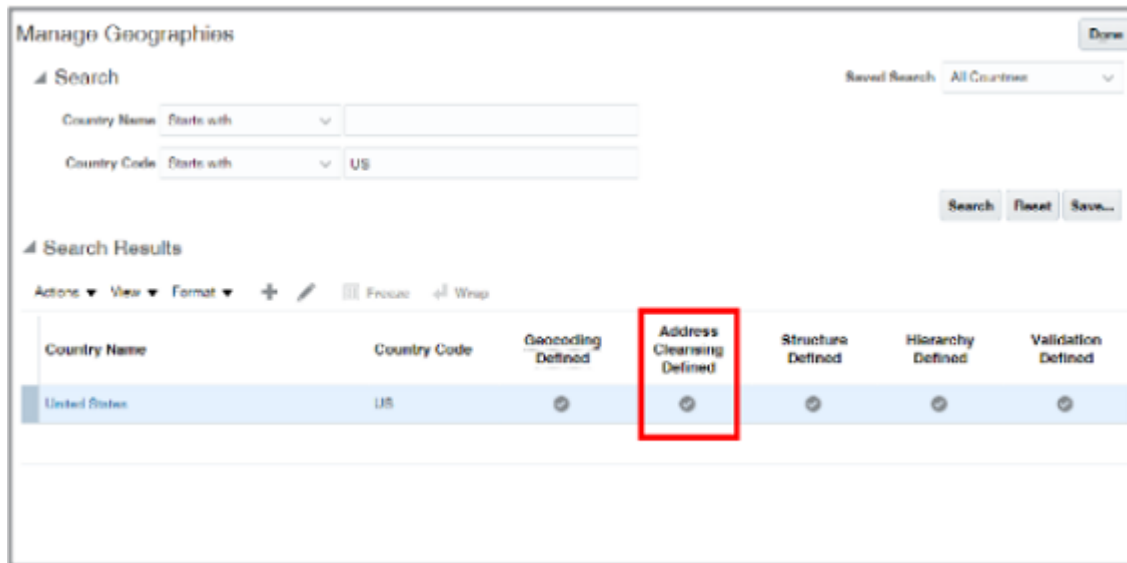 Manage Geographies
Done
Search
Saved Search All Countries
Country Name Starts with
Country Code Starts with US
Search Reset Save...
Search Results
Actions View Format Freeze Wrap
Country Name Country Code Geocoding Defined Address Cleansing Defined Structure Defined Hierarchy Defined Validation Defined
United States US